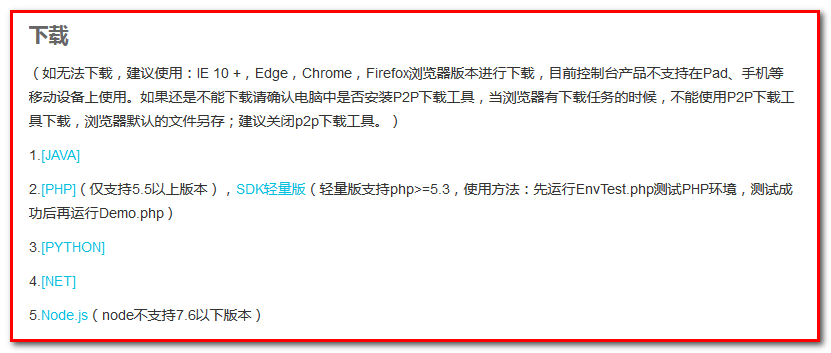 下载
（如无法下载，建议使用：IE 10 +，Edge，Chrome，Firefox浏览器版本进行下载，目前控制台产品不支持在Pad、手机等
移动设备上使用。如果还是不能下载请确认电脑中是否安装P2P下载工具，当浏览器有下载任务的时候，不能使用P2P下载工
具下载，浏览器默认的文件另存；建议关闭p2p下载工具。）
1.[JAVA]
2.[PHP]（仅支持5.5以上版本），SDK轻量版（轻量版支持php>=5.3，使用方法：先运行EnvTest.php测试PHP环境，测试成
功后再运行Demo.php）
3.[PYTHON]
4.[NET]
5.Node.js（node不支持7.6以下版本）